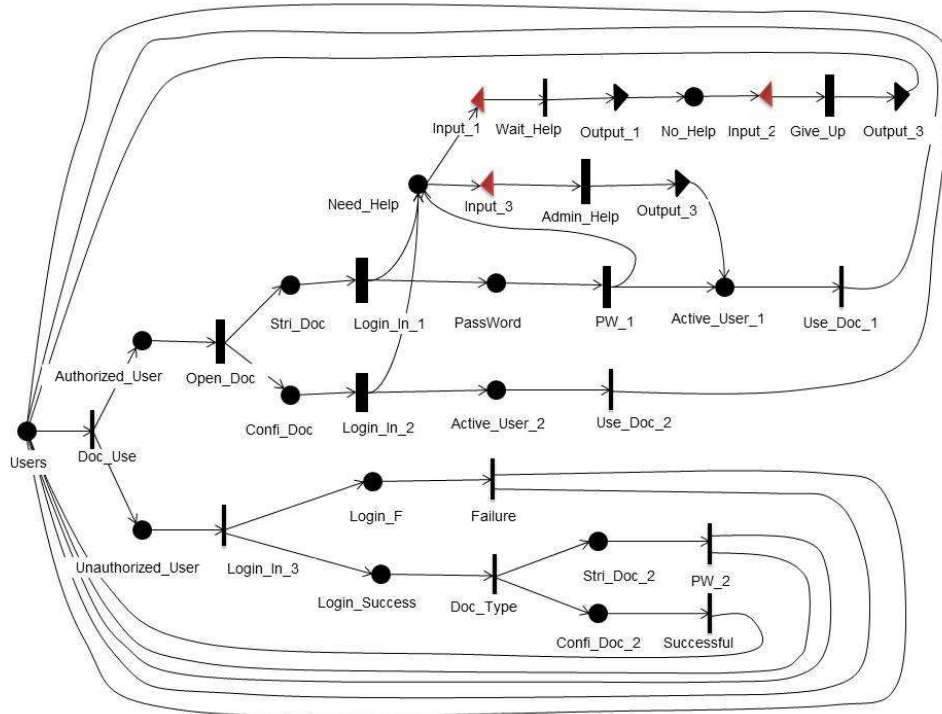 Input_1
Wait_Help
Output_1
No_Help
Input_2
Give_Up
Output_3
Need_Help
Input_3
Admin_Help
Output_3
Stri_Doc
Login_In_1
PassWord
PW_1
Active_User_1
Use_Doc_1
Authorized_User
Open_Doc
Confi_Doc
Login_In_2
Active_User_2
Use_Doc_2
Users
Doc_Use
Login_F
Failure
Unauthorized_User
Login_In_3
Stri_Doc_2
PW_2
Login_Success
Doc_Type
Confi_Doc_2
Successful